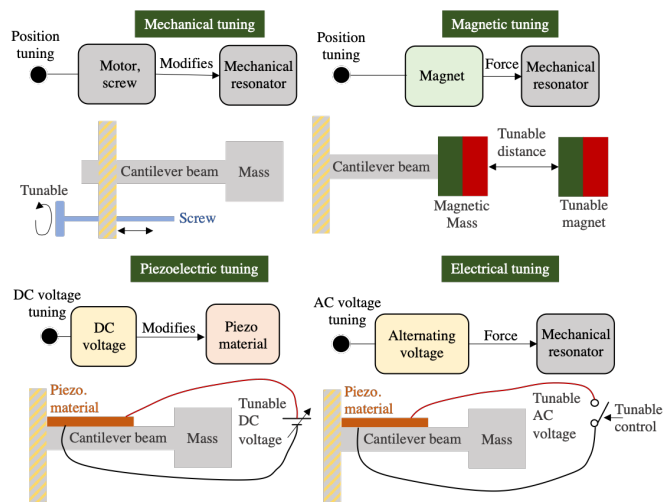 Mechanical tuning
Position
tuning
Motor,
screw
Modifies
Mechanical
resonator
Cantilever beam
Mass
Tunable
Screw
Magnetic tuning
Position
tuning
Magnet
Force
Mechanical
resonator
Cantilever beam
Tunable
distance
Magnetic
Mass
Tunable
magnet
Piezoelectric tuning
DC voltage
tuning
DC
voltage
Modifies
Piezo
material
Piezo.
material
Cantilever beam
Mass
Tunable
DC
voltage
Electrical tuning
AC voltage
tuning
Alternating
voltage
Force
Mechanical
resonator
Piezo.
material
Cantilever beam
Mass
Tunable
AC
voltage
Tunable
control